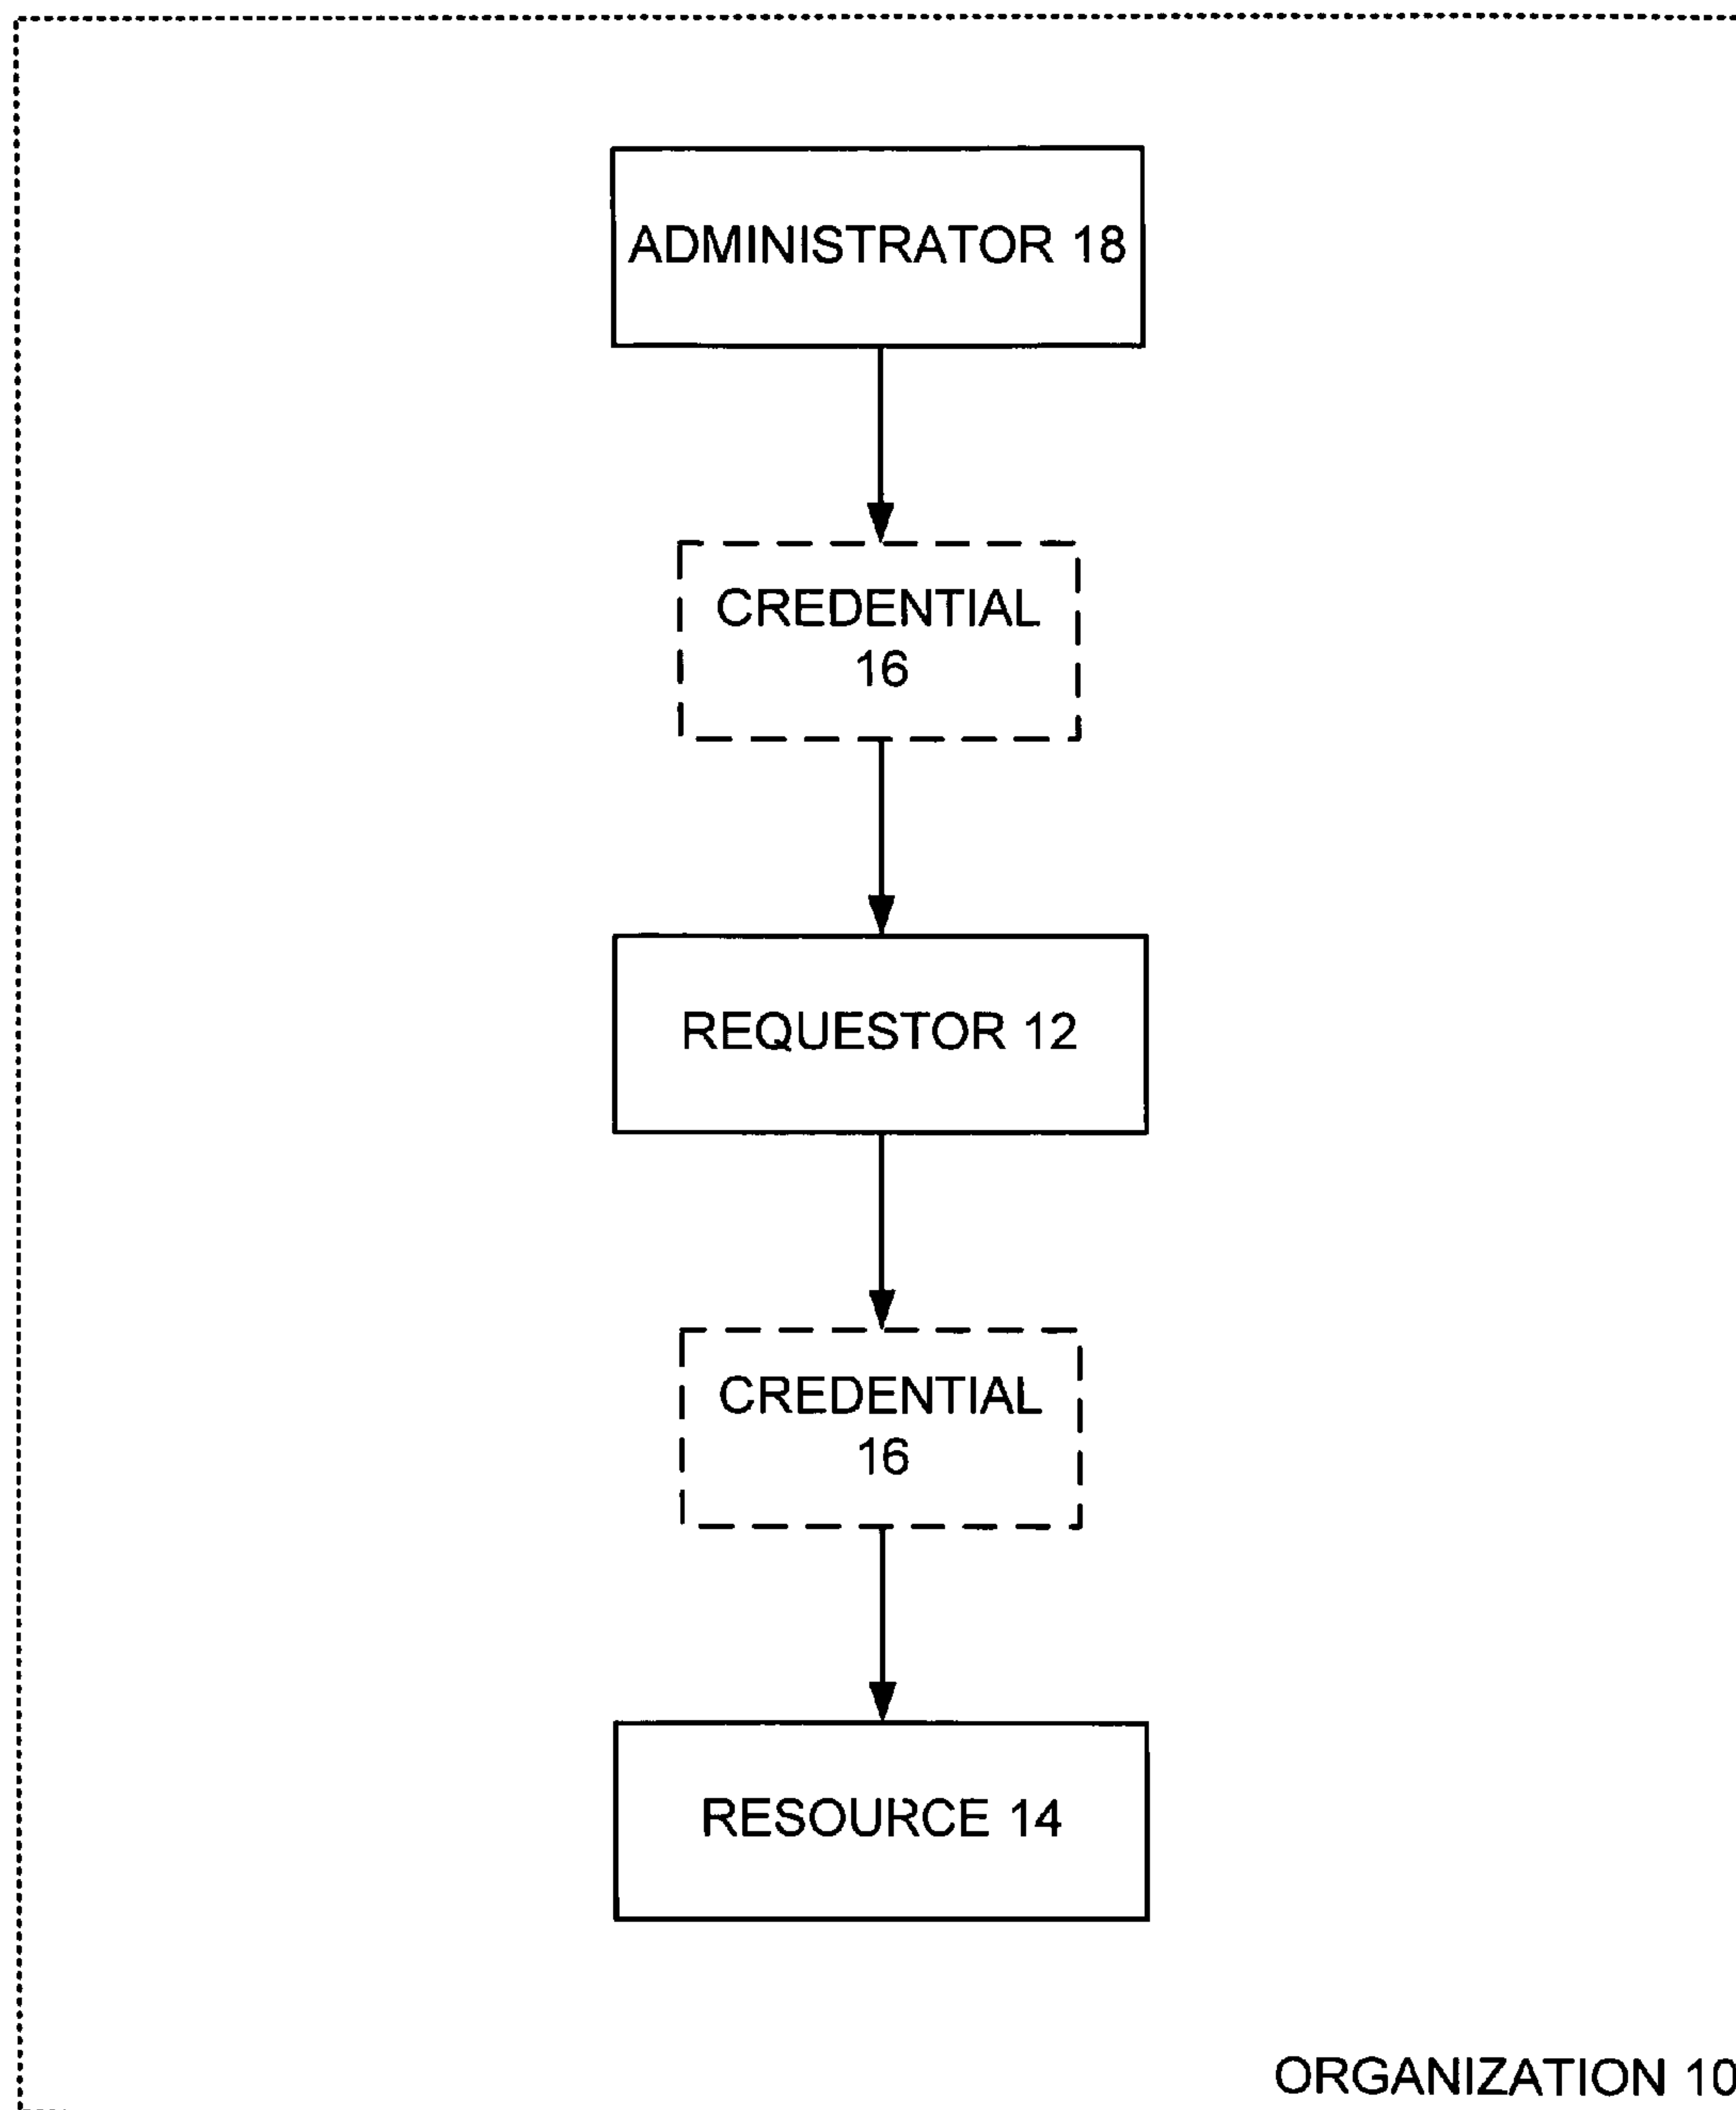 ADMINISTRATOR 18
CREDENTIAL
16
REQUESTOR 12
CREDENTIAL
16
RESOURCE 14
ORGANIZATION 10